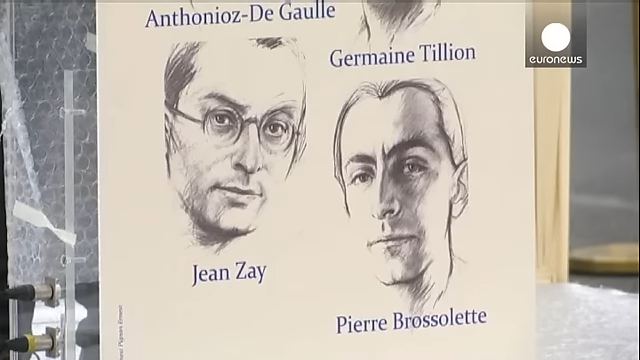 Anthonioz-De Gaulle
Germaine Tillion
euronews
Jean Zay
Pierre Brossolette